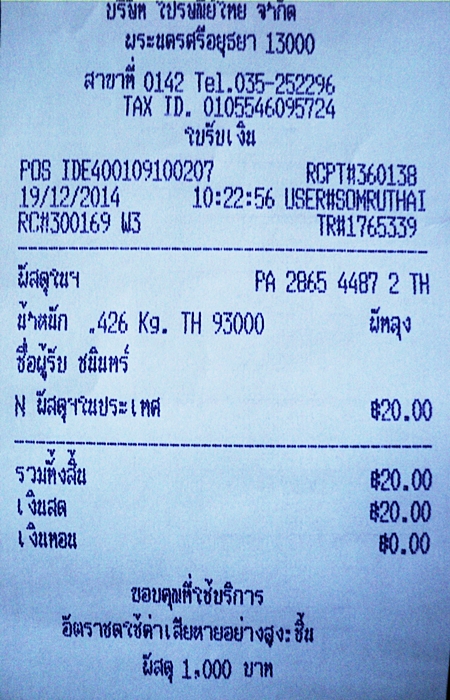 บริษัท ไปรษณีย์ไทย จำกัด
พระนครศรีอยุธยา 13000
สาขาที่ 0142 Tel.035-252296
TAX ID. 0105546095724
ใบรับเงิน
POS IDE400109100207 RCPT#360138
19/12/2014 10:22:56 USER#SOMRUTHAI
RC#300169 W3 TR#1765339
พัสดุในฯ PA 2865 4487 2 TH
น้ำหนัก .426 Kg. TH 93000 พัทลุง
ชื่อผู้รับ ชนินทร์
N พัสดุฯในประเทศ ฿20.00
รวมทั้งสิ้น ฿20.00
เงินสด ฿20.00
เงินทอน ฿0.00
ขอบคุณที่ใช้บริการ
อัตราชดใช้ค่าเสียหายอย่างสูง:ชิ้น
พัสดุ 1,000 บาท